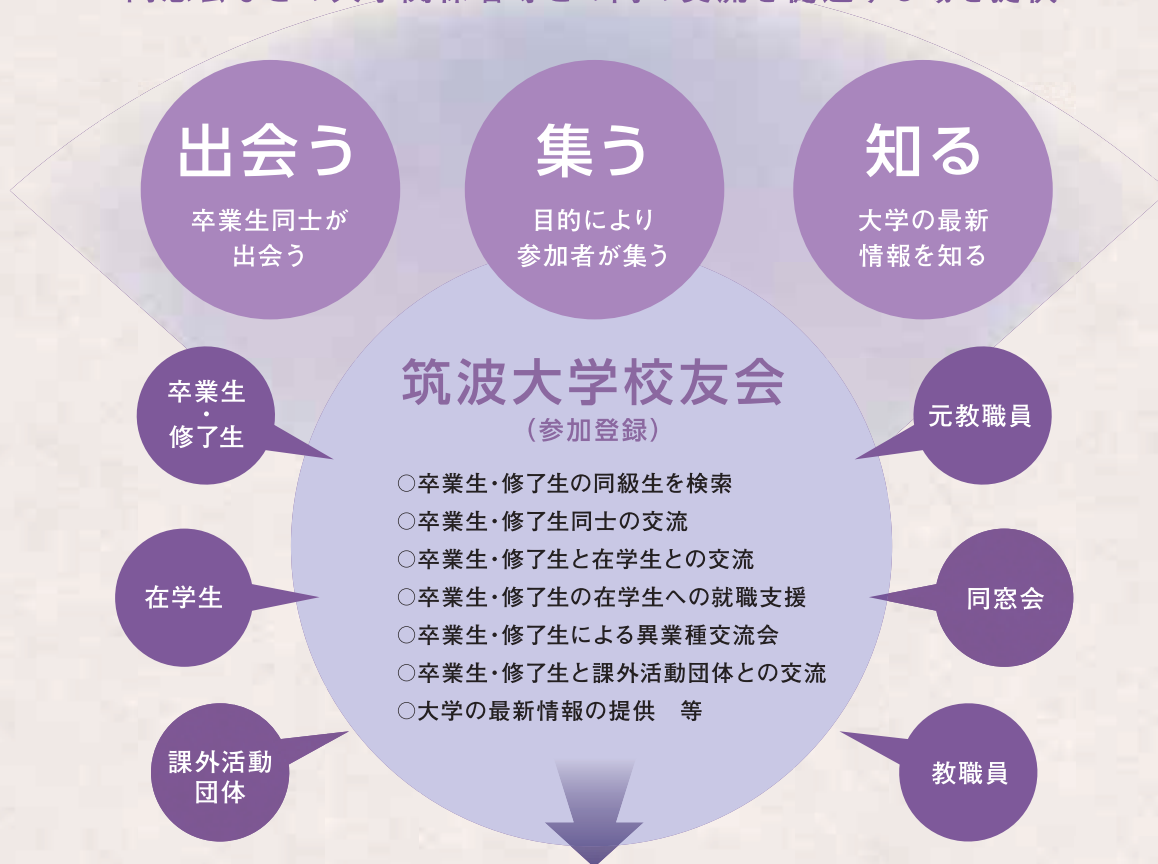 出会う
卒業生同士が
出会う
集う
目的により
参加者が集う
知る
大学の最新
情報を知る
筑波大学校友会
(参加登録)
卒業生
・
修了生
在学生
課外活動
団体
○卒業生・修了生の同級生を検索
○卒業生・修了生同士の交流
○卒業生・修了生と在学生との交流
○卒業生・修了生の在学生への就職支援
○卒業生・修了生による異業種交流会
○卒業生・修了生と課外活動団体との交流
○大学の最新情報の提供　等
元教職員
同窓会
教職員